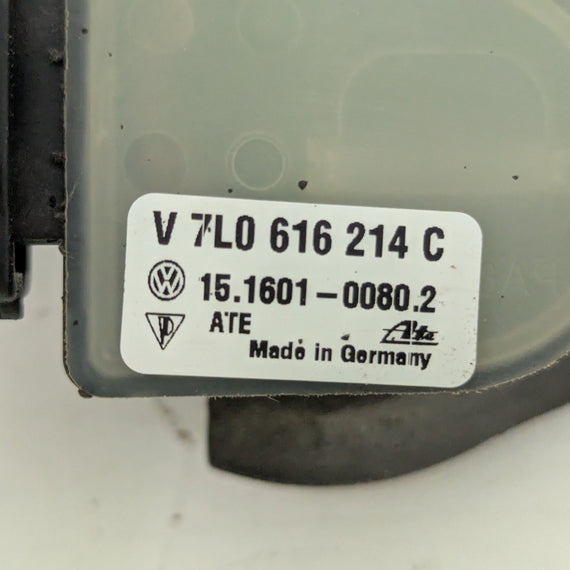 V 7L0 616 214 C
15.1601-0080.2
ATE
Made in Germany